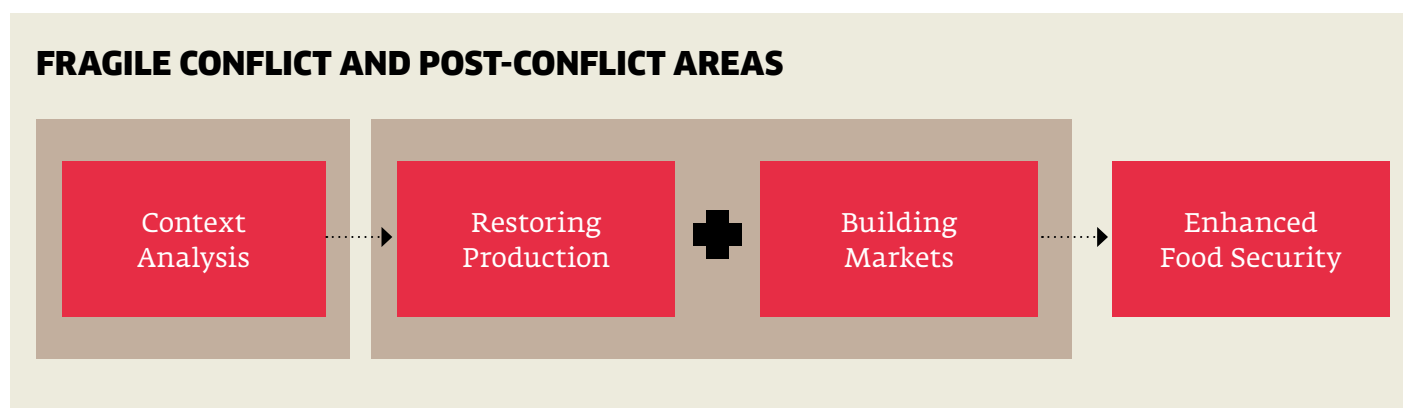 FRAGILE CONFLICT AND POST-CONFLICT AREAS
Context
Analysis
Restoring
Production
Building
Markets
Enhanced
Food Security